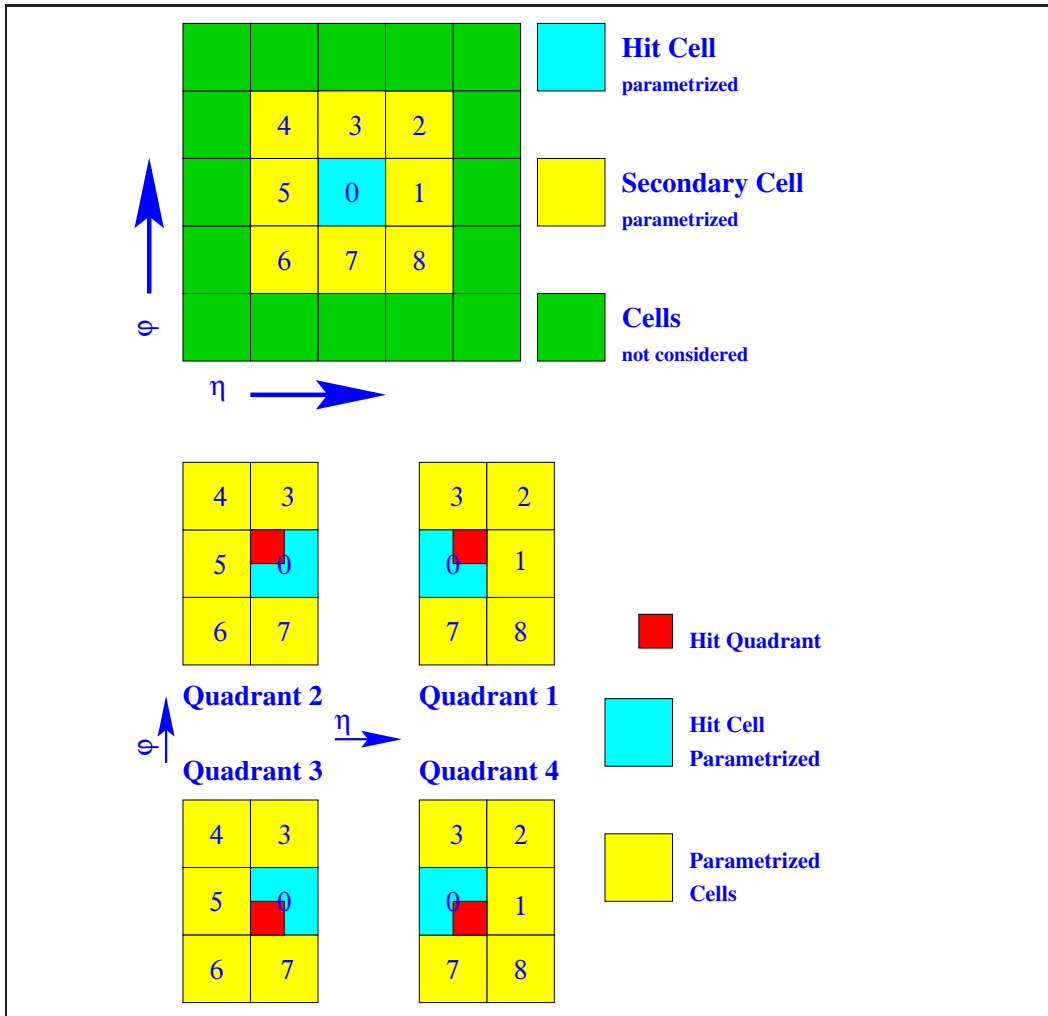 Hit Cell
parametrized
4 3 2
5 0 1
Secondary Cell
parametrized
6 7 8
φ
Cells
not considered
η
4 3
3 2
5 0
0 1
6 7
7 8
Hit Quadrant
Quadrant 2
Quadrant 1
φ
η
Hit Cell
Parametrized
Quadrant 3
Quadrant 4
4 3
3 2
5 0
0 1
6 7
7 8
Parametrized
Cells